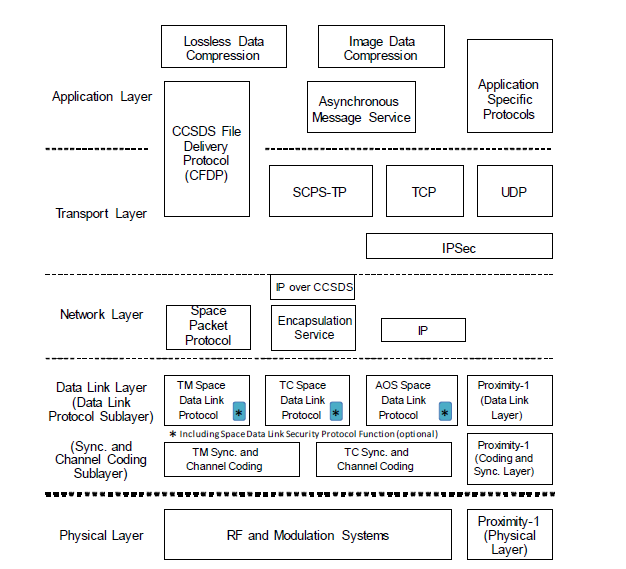 Lossless Data
Compression
Image Data
Compression
Application Layer
CCSDS File
Delivery
Protocol
(CFDP)
Asynchronous
Message Service
Application
Specific
Protocols
Transport Layer
SCPS-TP
TCP
UDP
IPSec
Network Layer
IP over CCSDS
Space
Packet
Protocol
Encapsulation
Service
IP
Data Link Layer
(Data Link
Protocol Sublayer)
TM Space
Data Link
Protocol *
TC Space
Data Link
Protocol *
AOS Space
Data Link
Protocol *
Proximity-1
(Data Link
Layer)
* Including Space Data Link Security Protocol Function (optional)
(Sync. and
Channel Coding
Sublayer)
TM Sync. and
Channel Coding
TC Sync. and
Channel Coding
Proximity-1
(Coding and
Sync. Layer)
Physical Layer
RF and Modulation Systems
Proximity-1
(Physical
Layer)